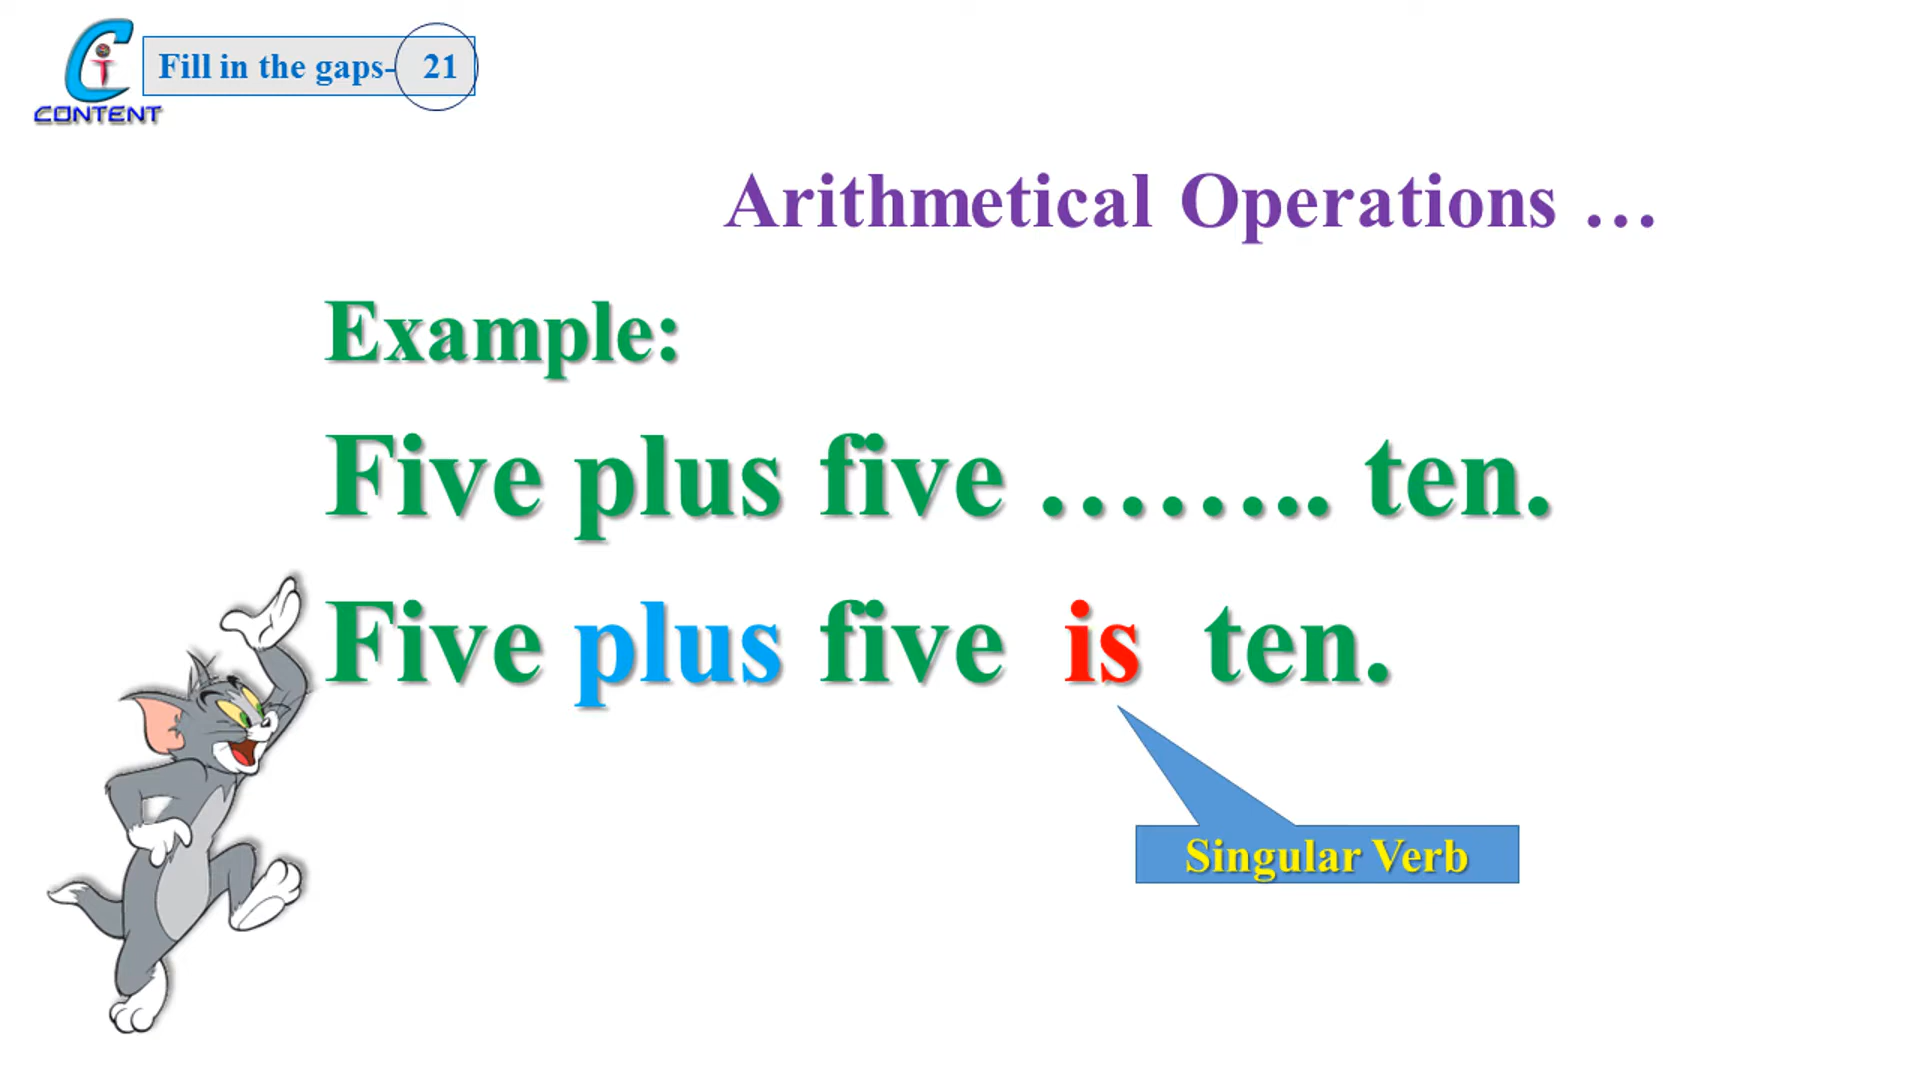 Fill in the gaps- 21
CONTENT
Arithmetical Operations ...
Example:
Five plus five …….. ten.
Five plus five is ten.
Singular Verb